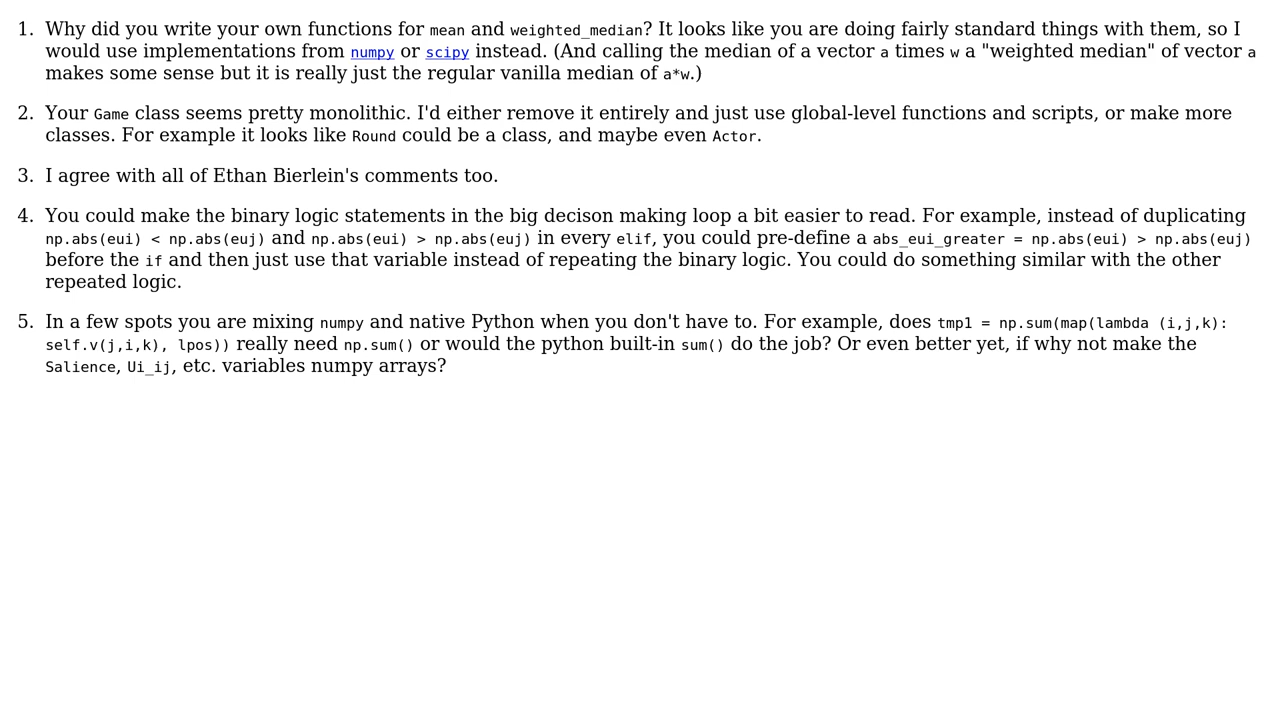 1. Why did you write your own functions for mean and weighted_median? It looks like you are doing fairly standard things with them, so I
would use implementations from numpy or scipy instead. (And calling the median of a vector a times w a "weighted median" of vector a
makes some sense but it is really just the regular vanilla median of a*w.)
2. Your Game class seems pretty monolithic. I'd either remove it entirely and just use global-level functions and scripts, or make more
classes. For example it looks like Round could be a class, and maybe even Actor.
3. I agree with all of Ethan Bierlein's comments too.
4. You could make the binary logic statements in the big decison making loop a bit easier to read. For example, instead of duplicating
np.abs(eui) < np.abs(euj) and np.abs(eui) > np.abs(euj) in every elif, you could pre-define a abs_eui_greater = np.abs(eui) > np.abs(euj)
before the if and then just use that variable instead of repeating the binary logic. You could do something similar with the other
repeated logic.
5. In a few spots you are mixing numpy and native Python when you don't have to. For example, does tmp1 = np.sum(map(lambda (i,j,k):
self.v(j,i,k), lpos)) really need np.sum() or would the python built-in sum() do the job? Or even better yet, if why not make the
Salience, Ui_ij, etc. variables numpy arrays?